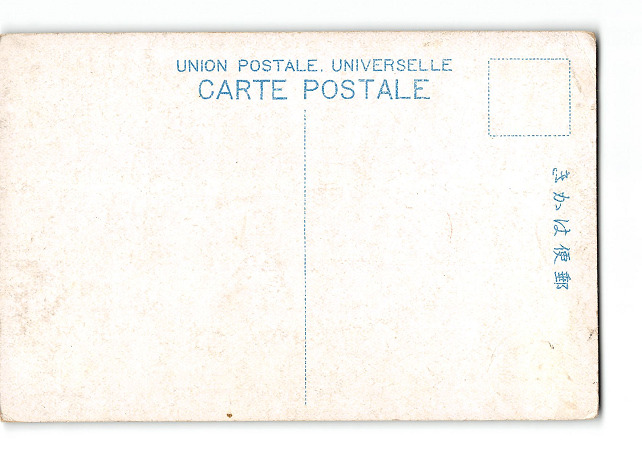 UNION POSTALE. UNIVERSELLE
CARTE POSTALE
きかは便郵